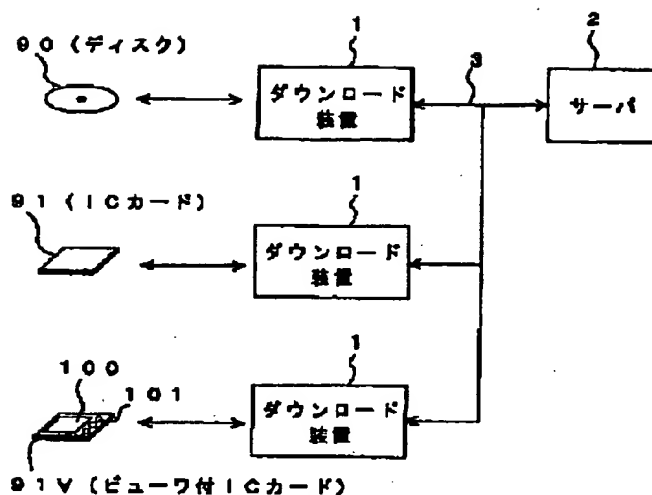 ９０（ディスク）
１
ダウンロード
装置
３
２
サーバ
９１（ＩＣカード）
１
ダウンロード
装置
１００
１０１
１
ダウンロード
装置
９１Ｖ（ビューワ付ＩＣカード）